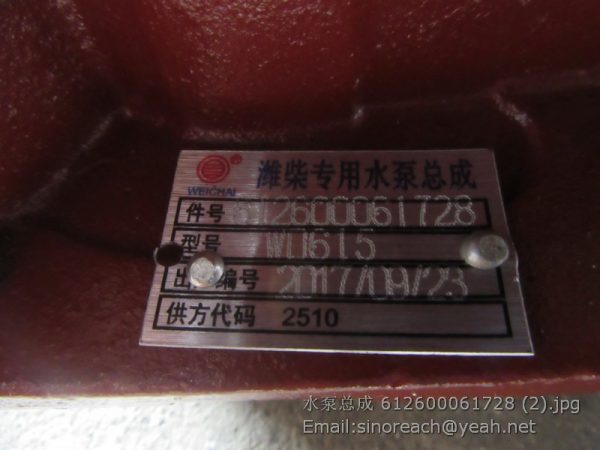 WEICHAI
潍柴专用水泵总成
件号 612600061728
型号 WD615
出 编号 2017/09/23
供方代码 2510
水泵总成 612600061728 (2).jpg
Email:sinoreach@yeah.net